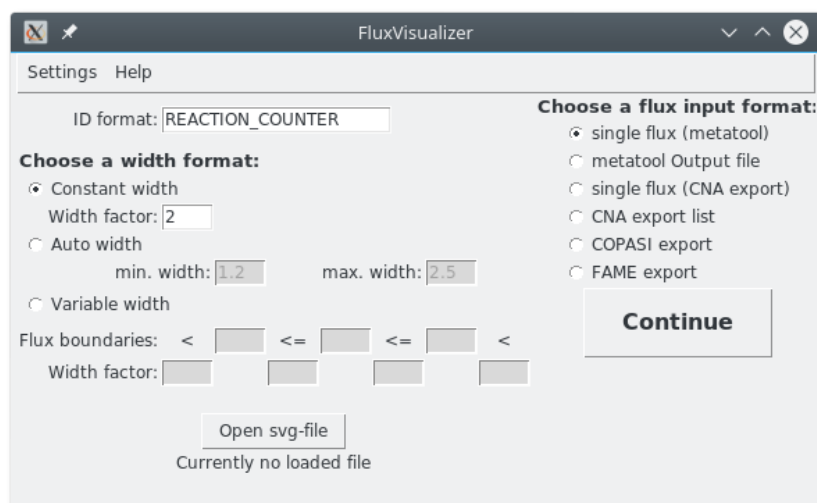 FluxVisualizer
Settings Help
ID format: REACTION_COUNTER
Choose a width format:
Constant width
Width factor: 2
Auto width
min. width: 1.2 max. width: 2.5
Variable width
Flux boundaries: < <= <= <
Width factor:
Open svg-file
Currently no loaded file
Choose a flux input format:
single flux (metatool)
metatool Output file
single flux (CNA export)
CNA export list
COPASI export
FAME export
Continue